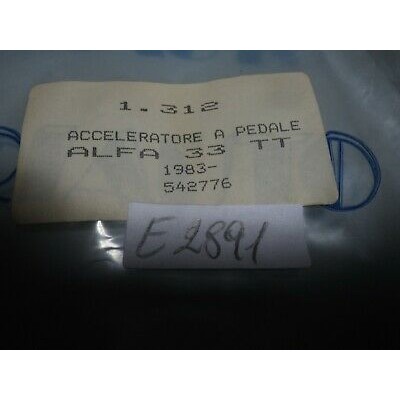 1.312
ACCELERATORE A PEDALE
ALFA 33 TT
1983-
542776
E2891